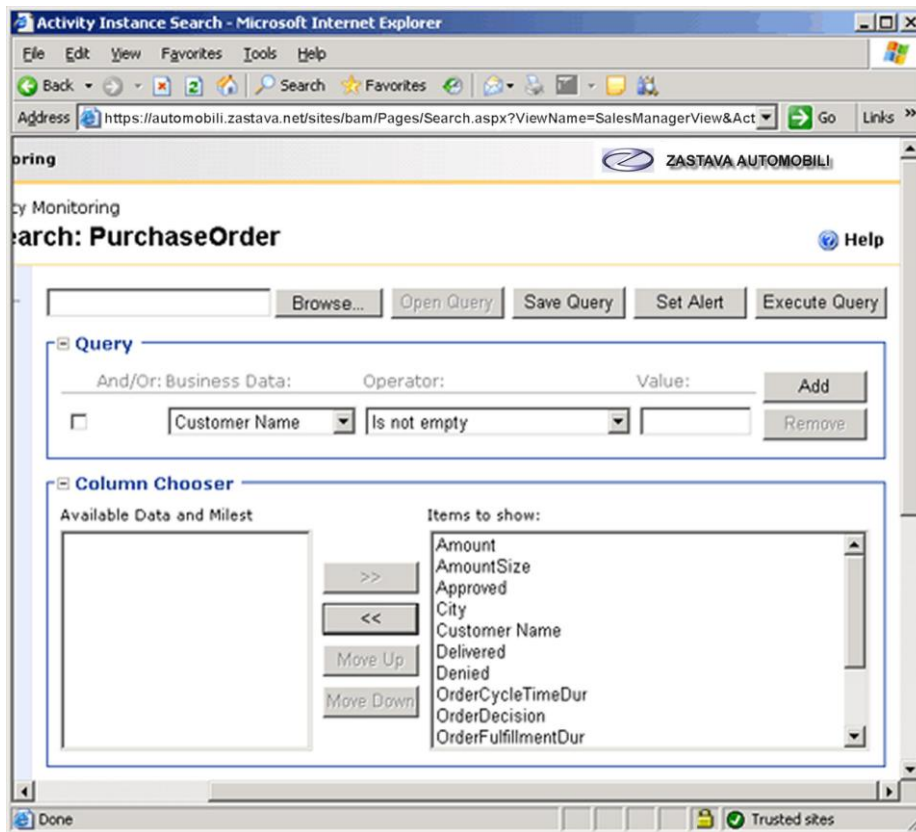 Activity Instance Search - Microsoft Internet Explorer
File Edit View Favorites Tools Help
Back Search Favorites
Address https://automobili.zastava.net/sites/bam/Pages/Search.aspx?ViewName=SalesManagerView&Act Go Links »
oring ZASTAVA AUTOMOBILI
ty Monitoring
earch: PurchaseOrder Help
Browse... Open Query Save Query Set Alert Execute Query
Query
And/Or: Business Data: Operator: Value: Add
Customer Name Is not empty Remove
Column Chooser
Available Data and Milest Items to show:
Amount
AmountSize
>> Approved
City
<< Customer Name
Move Up Delivered
Denied
Move Down OrderCycleTimeDur
OrderDecision
OrderFulfillmentDur
Done Trusted sites